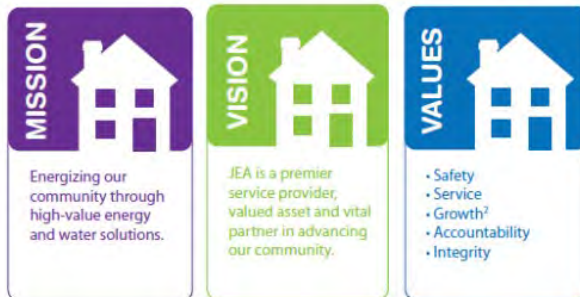 MISSION
Energizing our
community through
high-value energy
and water solutions.
VISION
JEA is a premier
service provider,
valued asset and vital
partner in advancing
our community.
VALUES
• Safety
• Service
• Growth²
• Accountability
• Integrity